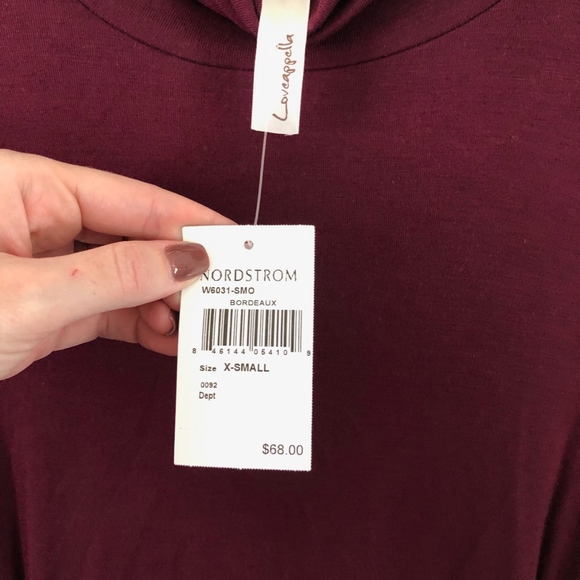 Loveappella
NORDSTROM
W6031-SMO
BORDEAUX
8 46144 05410 9
Size X-SMALL
0092
Dept
$68.00